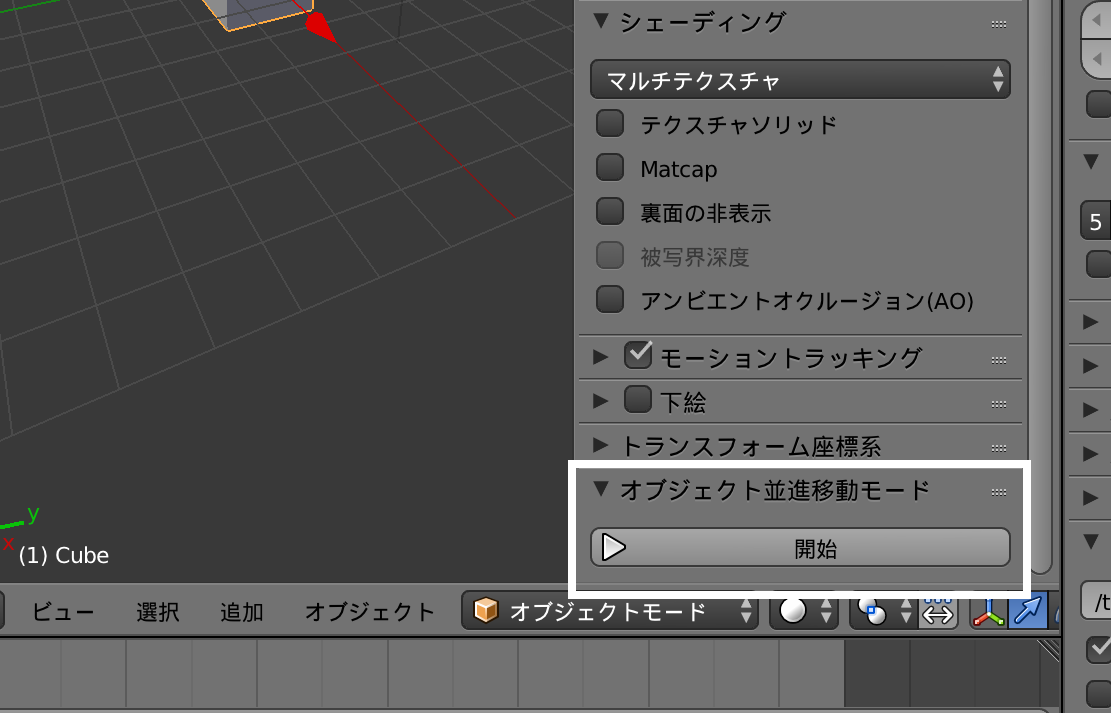 シェーディング
マルチテクスチャ
テクスチャソリッド
Matcap
裏面の非表示
被写界深度
アンビエントオクルージョン(AO)
モーショントラッキング
下絵
トランスフォーム座標系
オブジェクト並進移動モード
開始
y
x
(1) Cube
ビュー 選択 追加 オブジェクト オブジェクトモード
5
/t